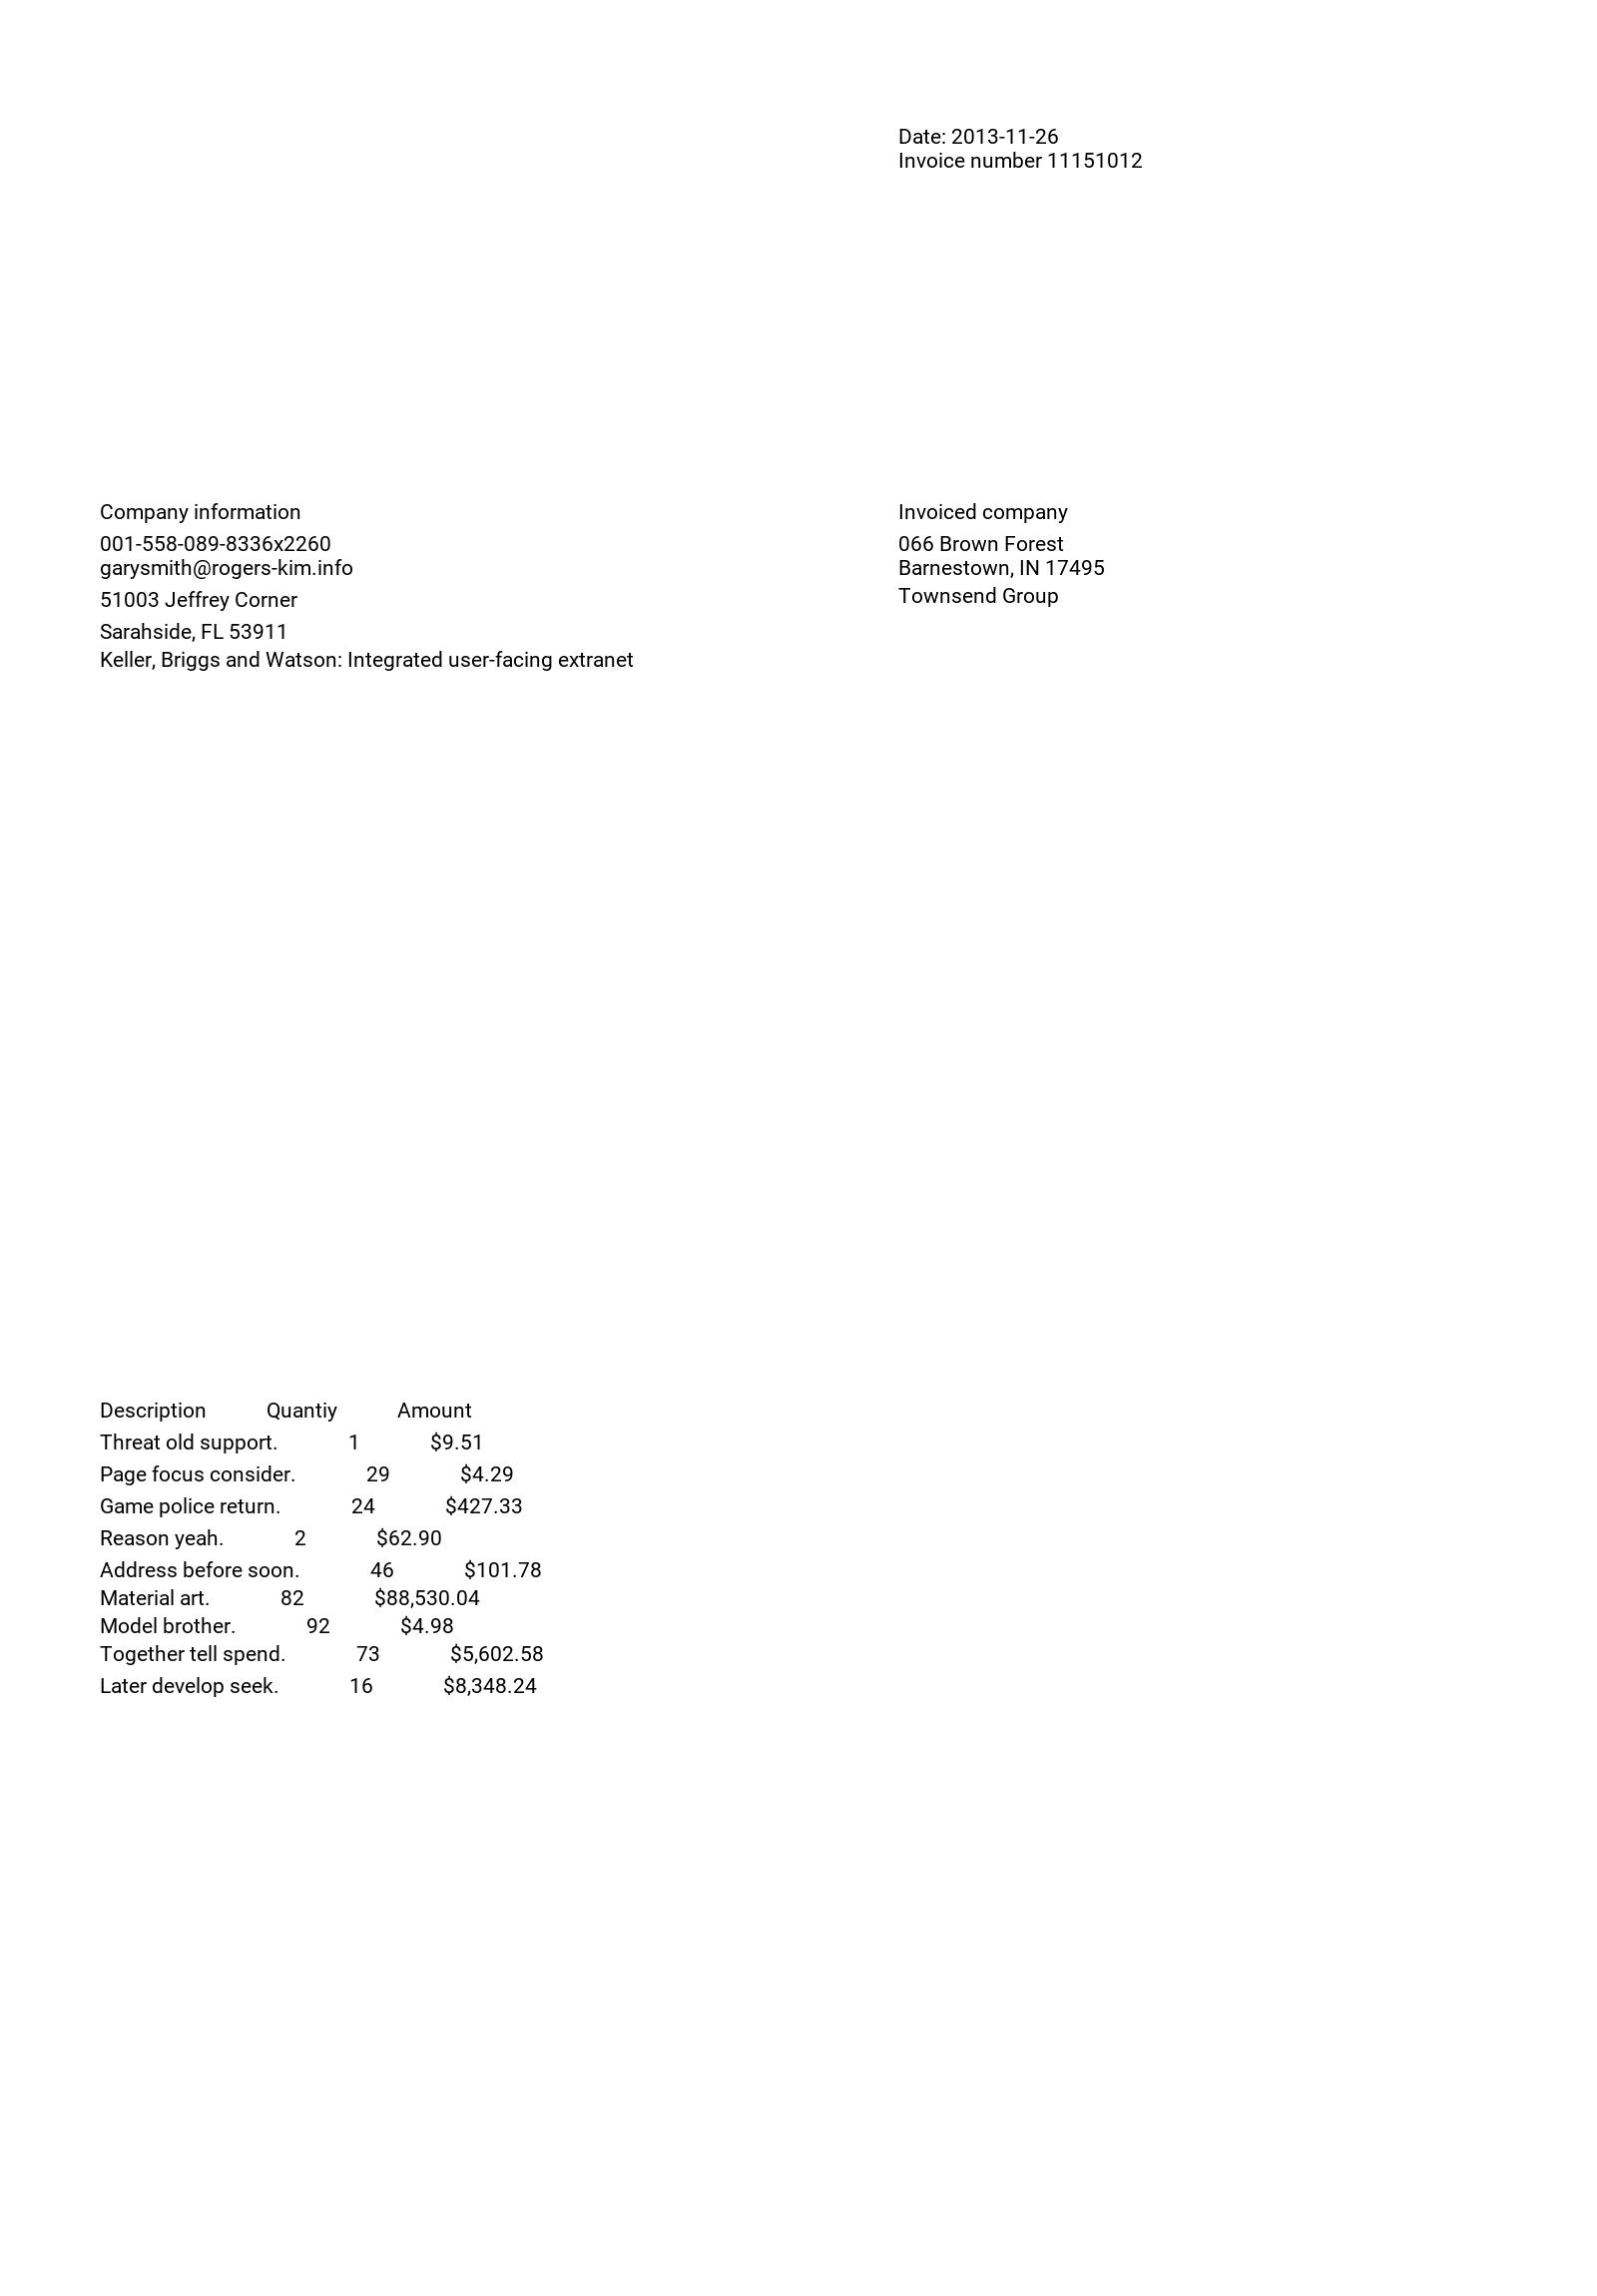 Date: 2013-11-26
Invoice number 11151012
Company information
001-558-089-8336x2260
garysmith@rogers-kim.info
51003 Jeffrey Corner
Sarahside, FL 53911
Keller, Briggs and Watson: Integrated user-facing extranet
Invoiced company
066 Brown Forest
Barnestown, IN 17495
Townsend Group
Description Quantiy Amount
Threat old support. 1 $9.51
Page focus consider. 29 $4.29
Game police return. 24 $427.33
Reason yeah. 2 $62.90
Address before soon. 46 $101.78
Material art. 82 $88,530.04
Model brother. 92 $4.98
Together tell spend. 73 $5,602.58
Later develop seek. 16 $8,348.24